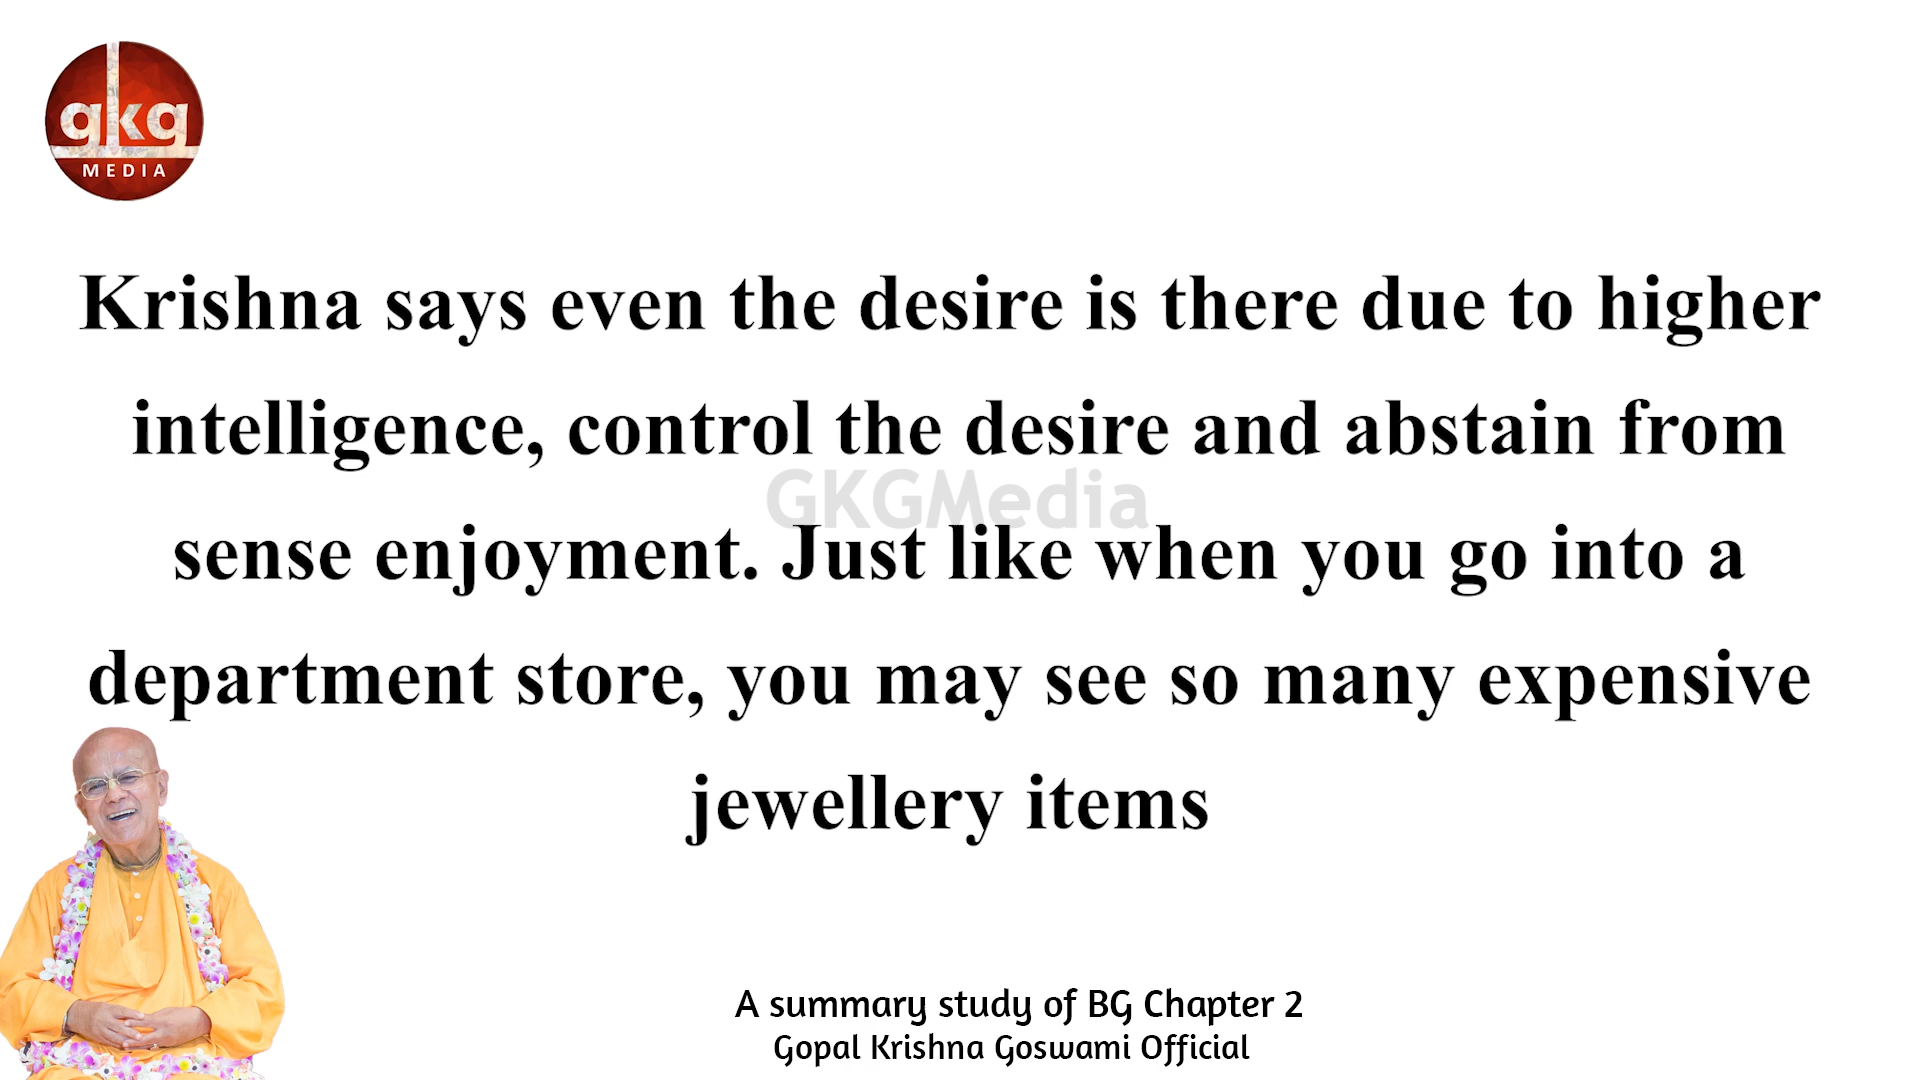 gkg
MEDIA
Krishna says even the desire is there due to higher
intelligence, control the desire and abstain from
GKGMedia
sense enjoyment. Just like when you go into a
department store, you may see so many expensive
jewellery items
A summary study of BG Chapter 2
Gopal Krishna Goswami Official